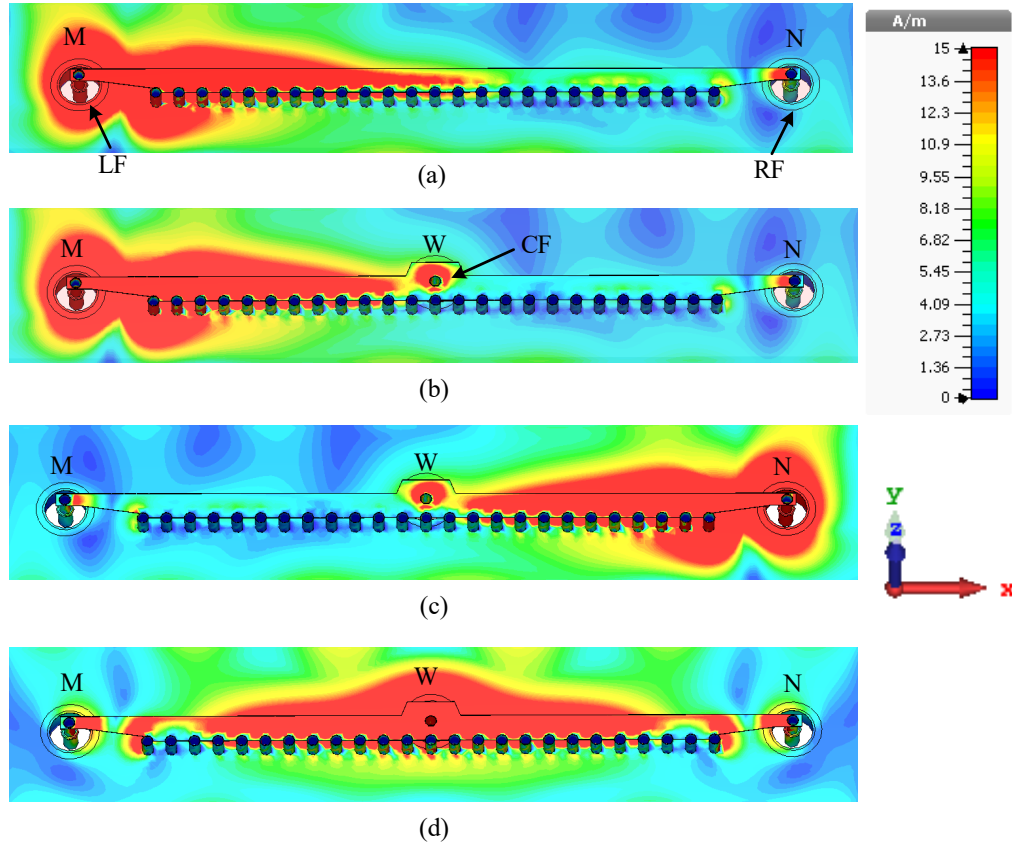 M
N
LF
RF
(a)
A/m
15
13.6
12.3
10.9
9.55
8.18
6.82
5.45
4.09
2.73
1.36
0
M
W
CF
N
(b)
M
W
N
(c)
Y
z
x
M
W
N
(d)